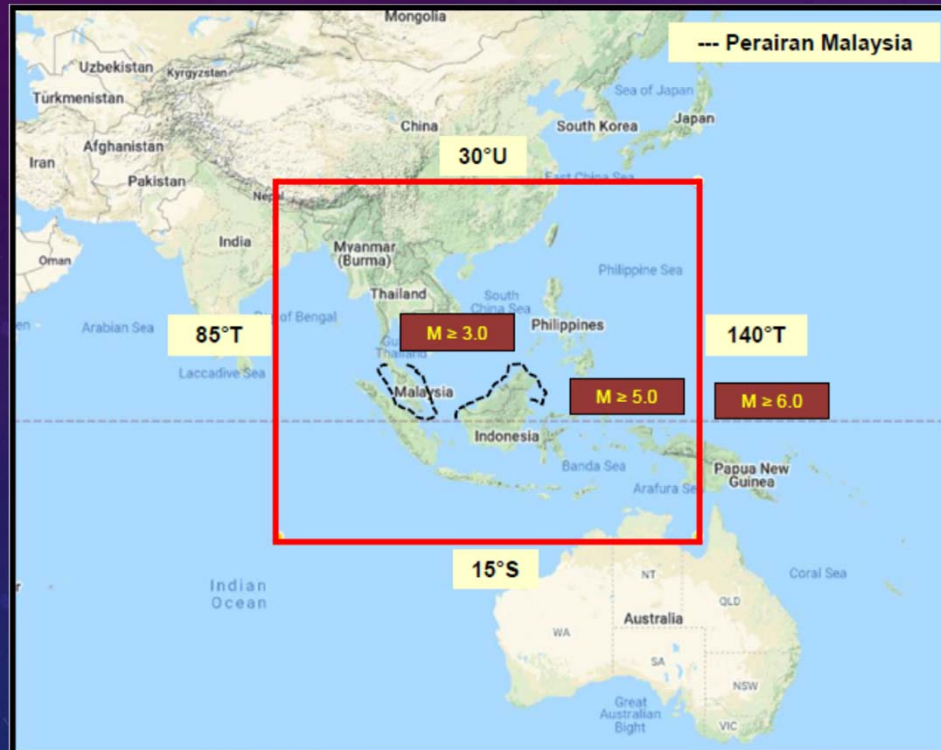 Mongolia
--- Perairan Malaysia
Uzbekistan
Kyrgyzstan
Türkmenistan
Sea of Japan
China
South Korea
Japan
Afghanistan
Iran
30°U
East China Sea
Pakistan
Nepal
India
Myanmar
(Burma)
Oman
Philippine Sea
Thailand
South
China Sea
Arabian Sea
85°T
of Bengal
M ≥ 3.0
Philippines
140°T
Thailand
Laccadive Sea
Malaysia
M ≥ 5.0
M ≥ 6.0
Indonesia
Banda Sea
Papua New
Guinea
Arafura Se
15°S
Indian
Ocean
NT
Coral Sea
QLD
Australia
WA
SA
NSW
Great
Australian
Bight
VIC